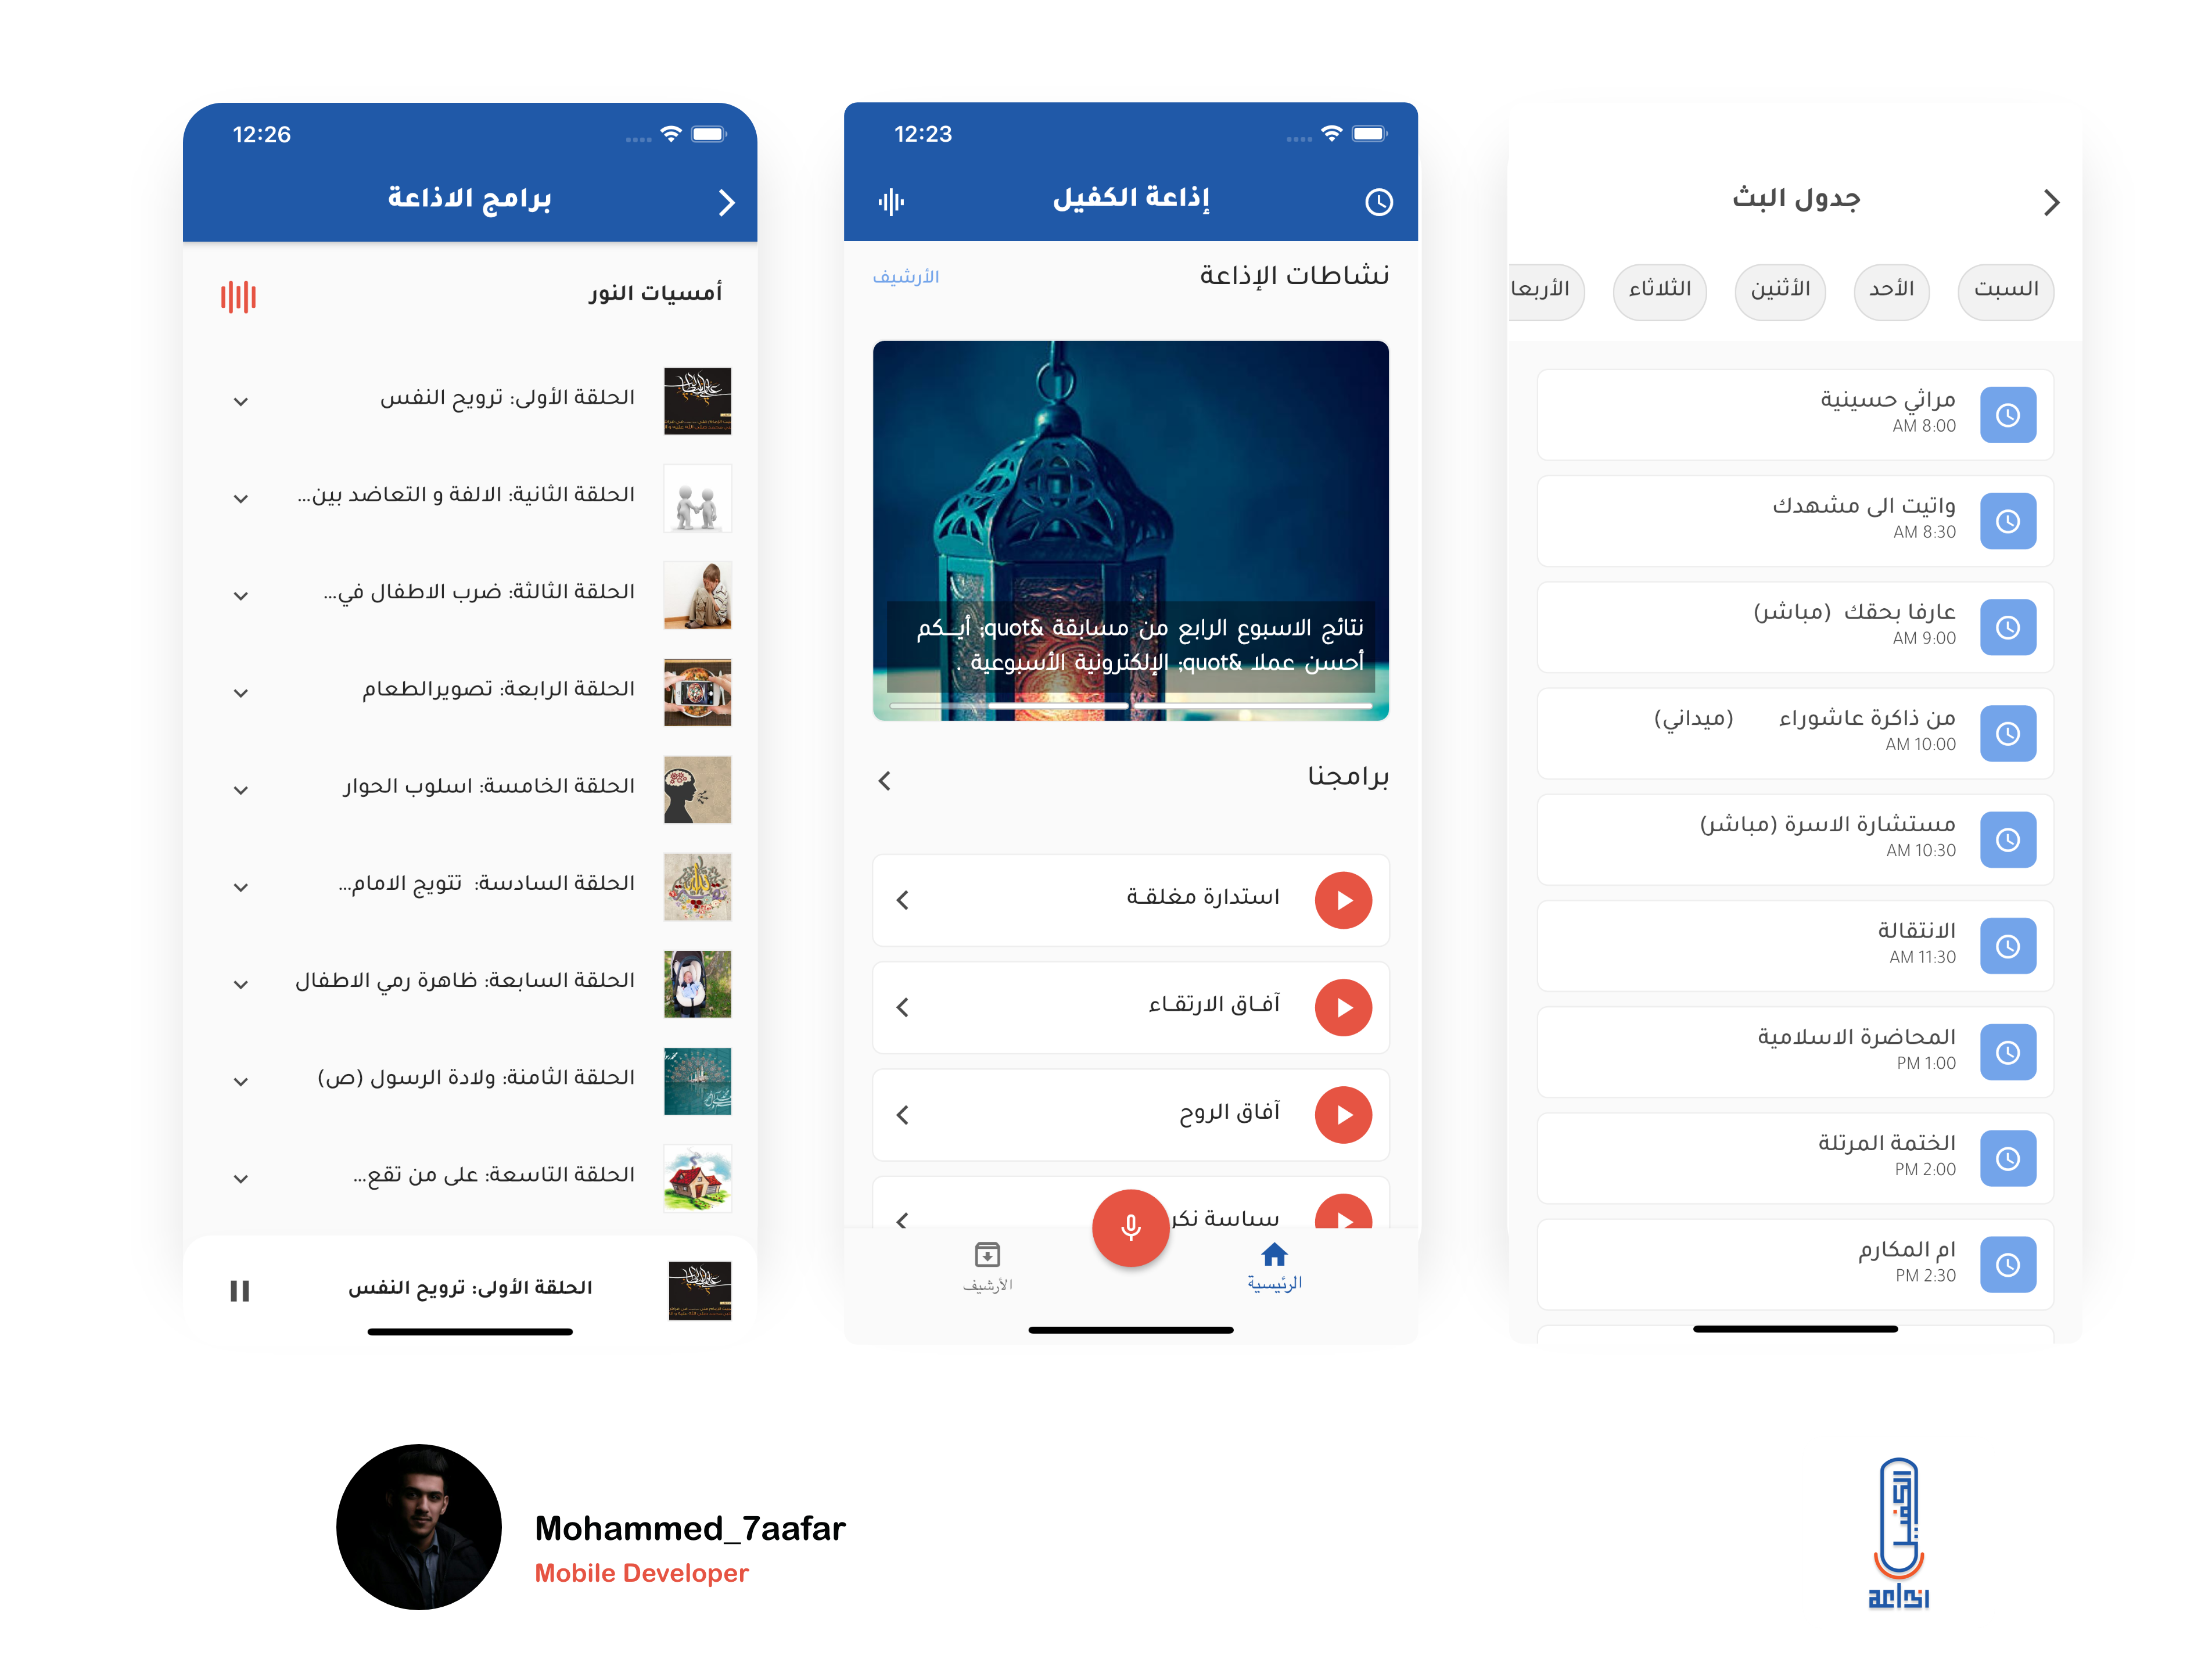 12:26
برامج الاذاعة
أمسيات النور
الحلقة الأولى: ترويح النفس
الحلقة الثانية: الالفة و التعاضد بين...
الحلقة الثالثة: ضرب الاطفال في...
الحلقة الرابعة: تصويرالطعام
الحلقة الخامسة: اسلوب الحوار
الحلقة السادسة: تتويج الامام...
الحلقة السابعة: ظاهرة رمي الاطفال
الحلقة الثامنة: ولادة الرسول (ص)
الحلقة التاسعة: على من تقع...
الحلقة الأولى: ترويح النفس
12:23
إذاعة الكفيل
نشاطات الإذاعة
الأرشيف
نتائج الاسبوع الرابع من مسابقة &quot; أيـــكم
أحسن عملا &quot; الإلكترونية الأسبوعية .
برامجنا
استدارة مغلقـة
آفـاق الارتقـاء
آفاق الروح
سياسة نكر
الرئيسية
الأرشيف
جدول البث
السبت
الأحد
الأثنين
الثلاثاء
الأربعا
مراثي حسينية
8:00 AM
واتيت الى مشهدك
8:30 AM
عارفا بحقك (مباشر)
9:00 AM
من ذاكرة عاشوراء (ميداني)
10:00 AM
مستشارة الاسرة (مباشر)
10:30 AM
الانتقالة
11:30 AM
المحاضرة الاسلامية
1:00 PM
الختمة المرتلة
2:00 PM
ام المكارم
2:30 PM
Mohammed_7aafar
Mobile Developer
الكفيل
اذاعة